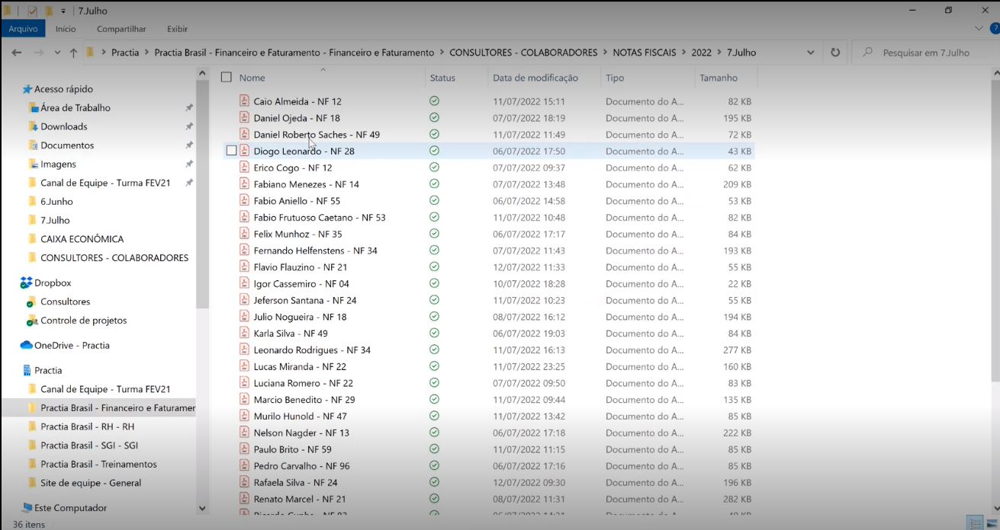 7.Julho
Arquivo Início Compartilhar Exibir
Practia > Practia Brasil - Financeiro e Faturamento - Financeiro e Faturamento > CONSULTORES - COLABORADORES > NOTAS FISCAIS > 2022 > 7.Julho
Pesquisar em 7.Julho
Acesso rápido
Área de Trabalho
Downloads
Documentos
Imagens
Canal de Equipe - Turma FEV21
6.Junho
7.Julho
CAIXA ECONÔMICA
CONSULTORES - COLABORADORES
Dropbox
Consultores
Controle de projetos
OneDrive - Practia
Practia
Canal de Equipe - Turma FEV21
Practia Brasil - Financeiro e Faturamer
Practia Brasil - RH - RH
Practia Brasil - SGI - SGI
Practia Brasil - Treinamentos
Site de equipe - General
Este Computador
Nome Status Data de modificação Tipo Tamanho
Caio Almeida - NF 12 11/07/2022 15:11 Documento do A... 82 KB
Daniel Ojeda - NF 18 07/07/2022 18:19 Documento do A... 195 KB
Daniel Roberto Saches - NF 49 11/07/2022 11:49 Documento do A... 72 KB
Diogo Leonardo - NF 28 06/07/2022 17:50 Documento do A... 43 KB
Erico Cogo - NF 12 07/07/2022 09:37 Documento do A... 62 KB
Fabiano Menezes - NF 14 07/07/2022 13:48 Documento do A... 209 KB
Fabio Aniello - NF 55 06/07/2022 14:58 Documento do A... 53 KB
Fabio Frutuoso Caetano - NF 53 11/07/2022 10:48 Documento do A... 82 KB
Felix Munhoz - NF 35 06/07/2022 17:17 Documento do A... 84 KB
Fernando Helfenstens - NF 34 07/07/2022 11:43 Documento do A... 193 KB
Flavio Flauzino - NF 21 12/07/2022 11:33 Documento do A... 55 KB
Igor Cassemiro - NF 04 10/07/2022 18:28 Documento do A... 22 KB
Jeferson Santana - NF 24 11/07/2022 10:23 Documento do A... 55 KB
Julio Nogueira - NF 18 08/07/2022 16:12 Documento do A... 194 KB
Karla Silva - NF 49 06/07/2022 19:03 Documento do A... 84 KB
Leonardo Rodrigues - NF 34 11/07/2022 16:13 Documento do A... 277 KB
Lucas Miranda - NF 22 11/07/2022 23:25 Documento do A... 160 KB
Luciana Romero - NF 22 07/07/2022 09:50 Documento do A... 83 KB
Marcio Benedito - NF 29 11/07/2022 09:44 Documento do A... 135 KB
Murilo Hunold - NF 47 11/07/2022 13:42 Documento do A... 85 KB
Nelson Nagder - NF 13 06/07/2022 17:18 Documento do A... 222 KB
Paulo Brito - NF 59 11/07/2022 11:15 Documento do A... 85 KB
Pedro Carvalho - NF 96 06/07/2022 17:16 Documento do A... 85 KB
Rafaela Silva - NF 24 12/07/2022 09:30 Documento do A... 196 KB
Renato Marcel - NF 21 08/07/2022 11:31 Documento do A... 282 KB
36 itens